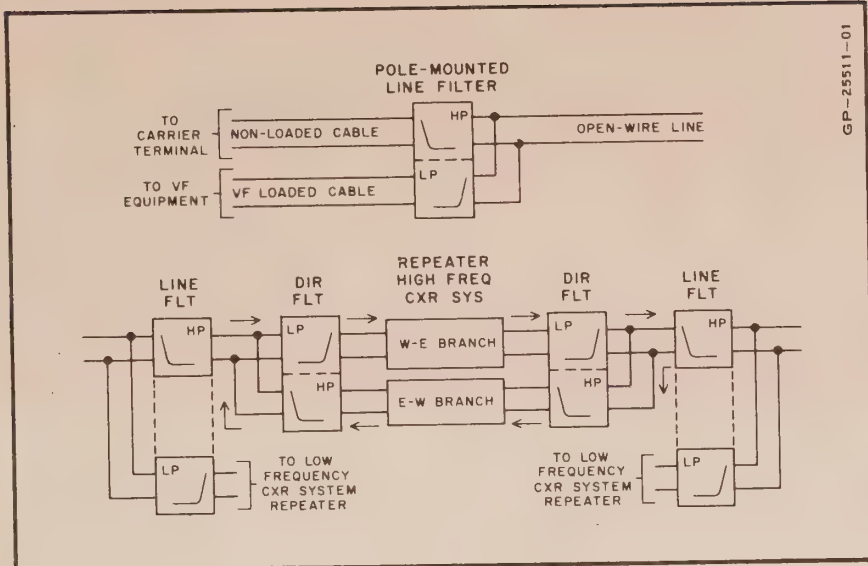 GP-25511-01
POLE-MOUNTED
LINE FILTER
TO
CARRIER
TERMINAL
NON-LOADED CABLE
HP
OPEN-WIRE LINE
TO VF
EQUIPMENT
VF LOADED CABLE
LP
LINE
FLT
DIR
FLT
REPEATER
HIGH FREQ
CXR SYS
DIR
FLT
LINE
FLT
HP
LP
W-E BRANCH
LP
HP
HP
E-W BRANCH
HP
LP
TO LOW
FREQUENCY
CXR SYSTEM
REPEATER
TO LOW
FREQUENCY
CXR SYSTEM
REPEATER
LP